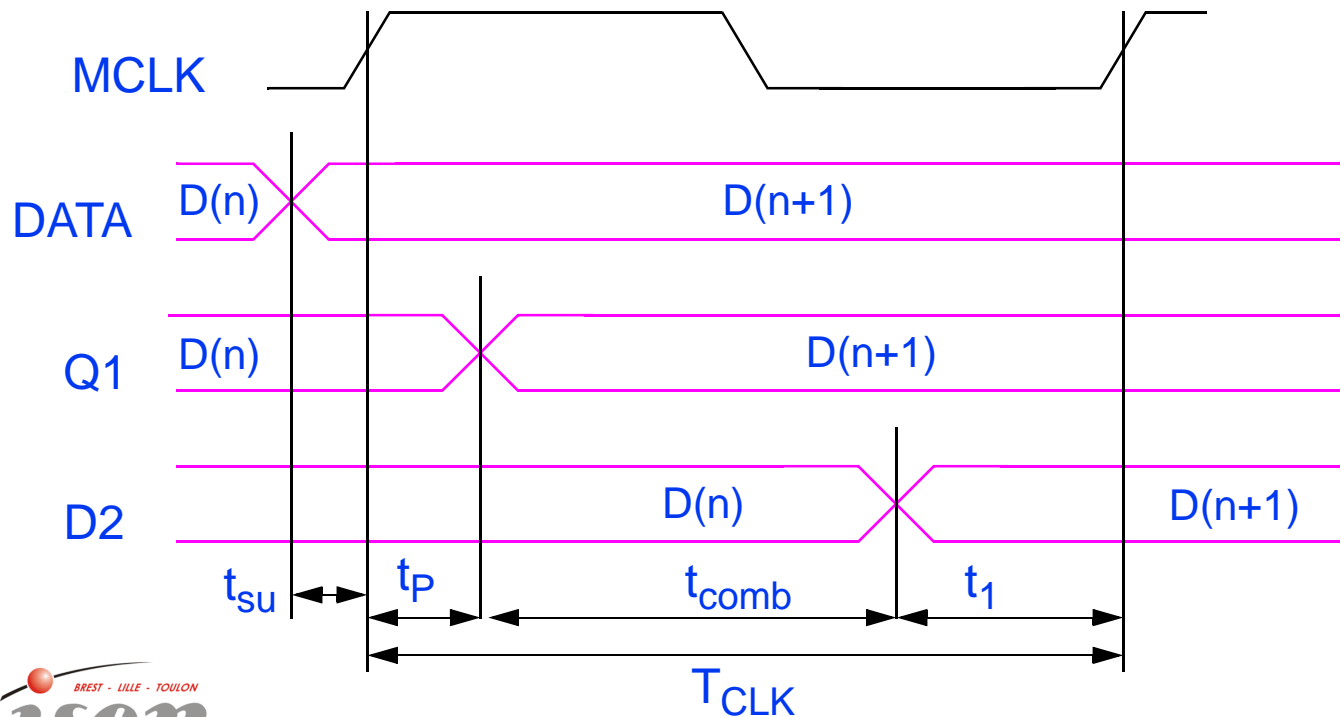 MCLK
DATA
D(n)
D(n+1)
Q1
D(n)
D(n+1)
D2
D(n)
D(n+1)
tsu
tP
tcomb
t1
TCLK
BREST - LILLE - TOULON